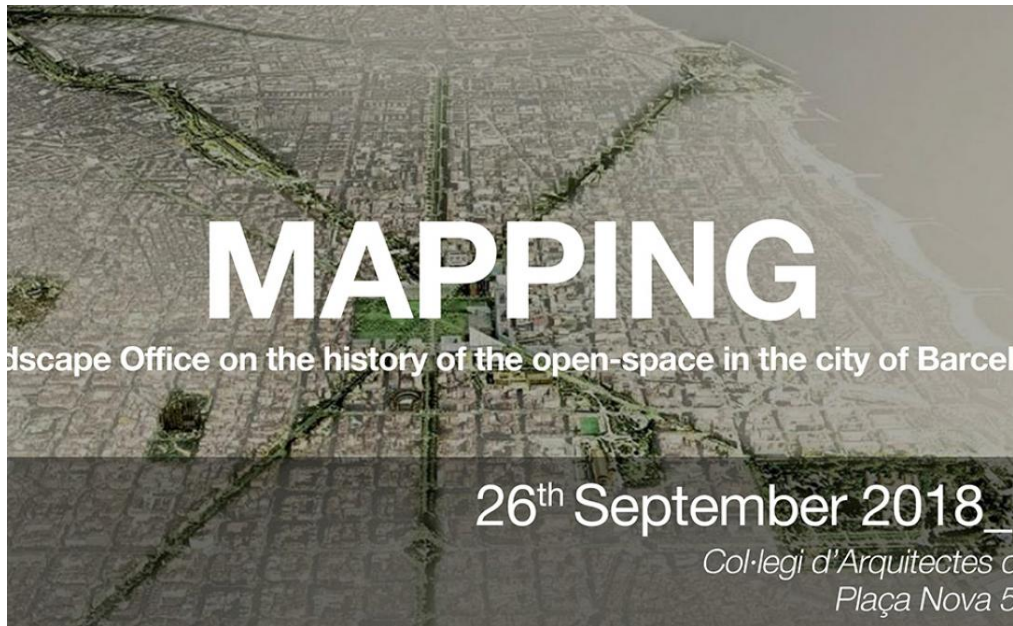 MAPPING
dscape Office on the history of the open-space in the city of Barcel
26th September 2018_
Col·legi d'Arquitectes
Plaça Nova 5